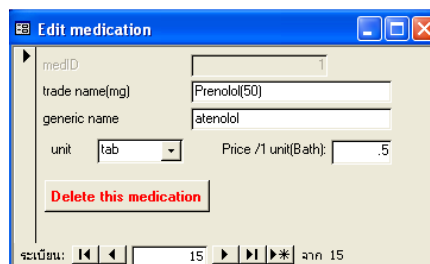 Edit medication
medID 1
trade name(mg) Prenolol(50)
generic name atenolol
unit tab Price /1 unit(Bath): .5
Delete this medication
ระเบียน: 15 จาก 15